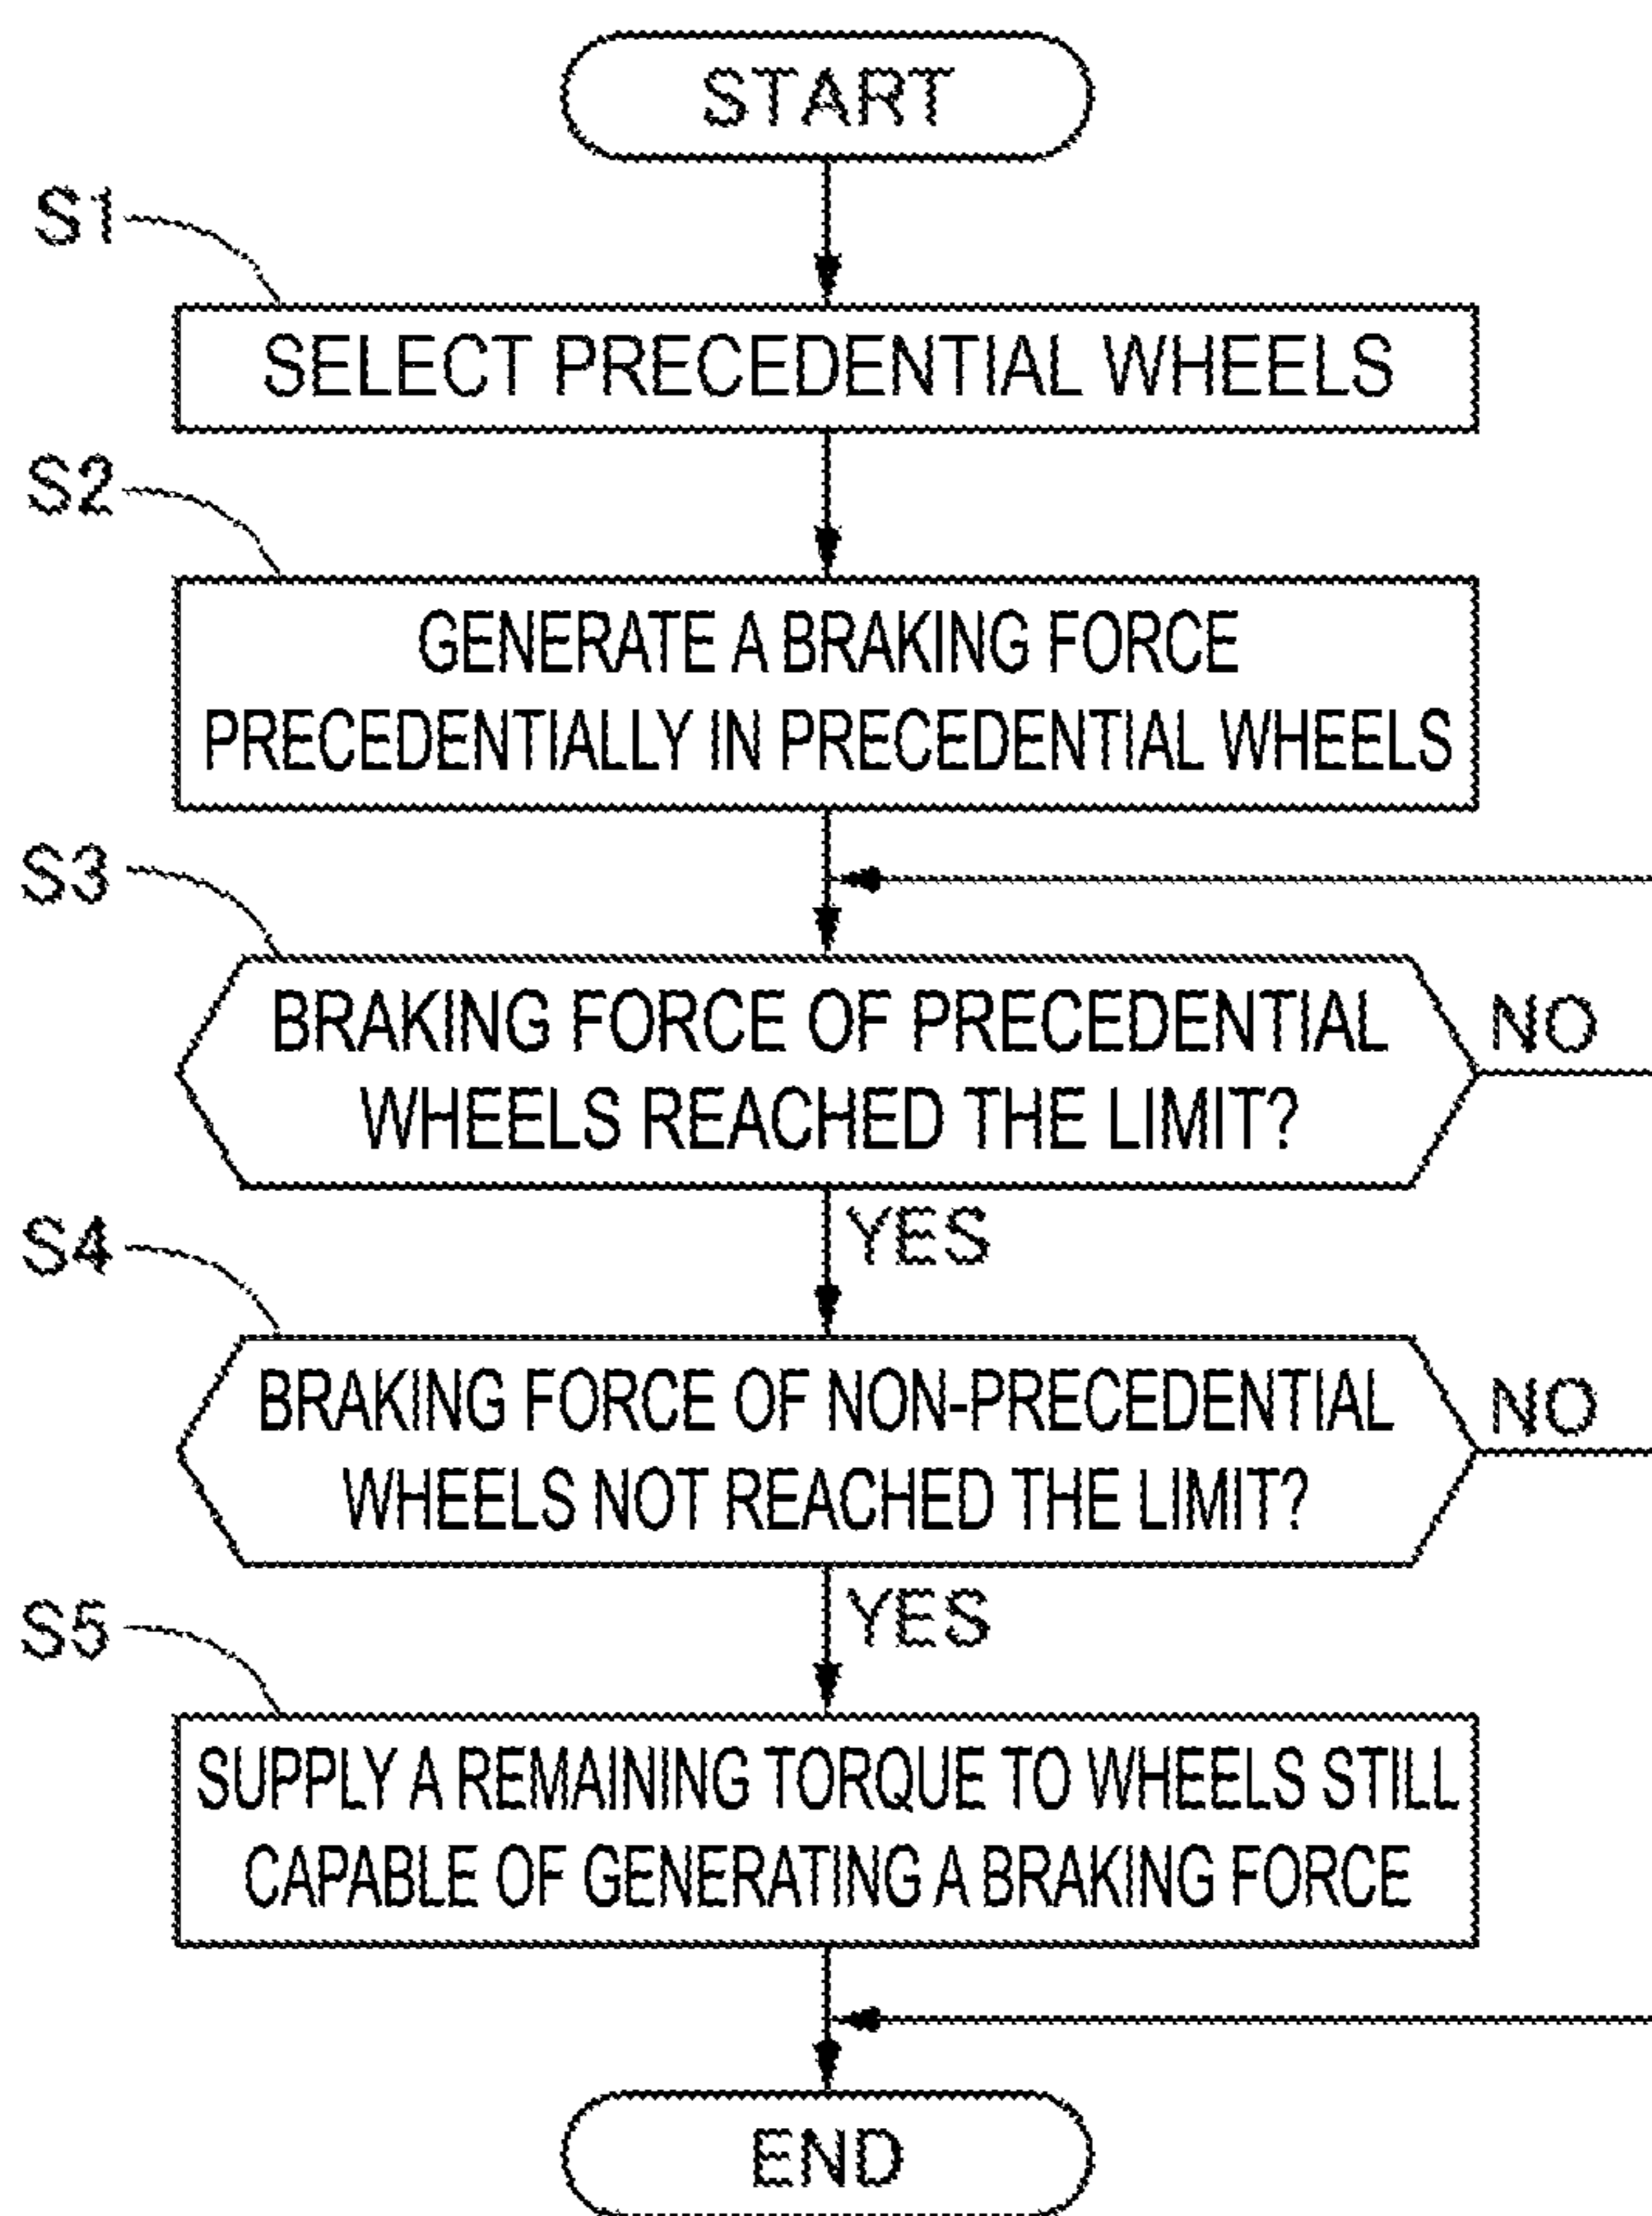 START
S1
SELECT PRECEDENTIAL WHEELS
S2
GENERATE A BRAKING FORCE
PRECEDENTIALLY IN PRECEDENTIAL WHEELS
S3
BRAKING FORCE OF PRECEDENTIAL
WHEELS REACHED THE LIMIT?
NO
YES
S4
BRAKING FORCE OF NON-PRECEDENTIAL
WHEELS NOT REACHED THE LIMIT?
NO
YES
S5
SUPPLY A REMAINING TORQUE TO WHEELS STILL
CAPABLE OF GENERATING A BRAKING FORCE
END